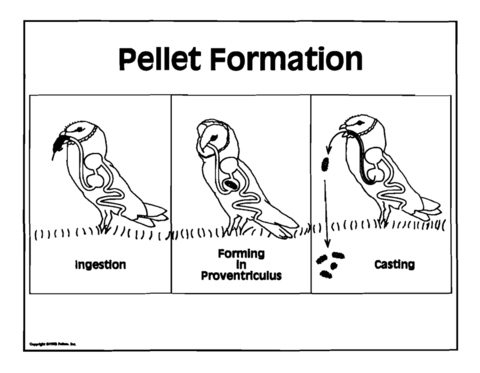 Pellet Formation
Ingestion
Forming
in
Proventriculus
Casting